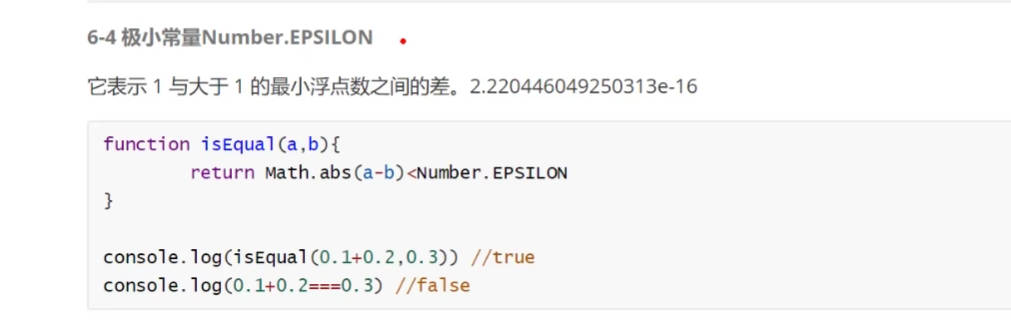 6-4 极小常量Number.EPSILON
它表示 1 与大于 1 的最小浮点数之间的差。2.220446049250313e-16
function isEqual(a,b){
        return Math.abs(a-b)<Number.EPSILON
}
console.log(isEqual(0.1+0.2,0.3)) //true
console.log(0.1+0.2===0.3) //false